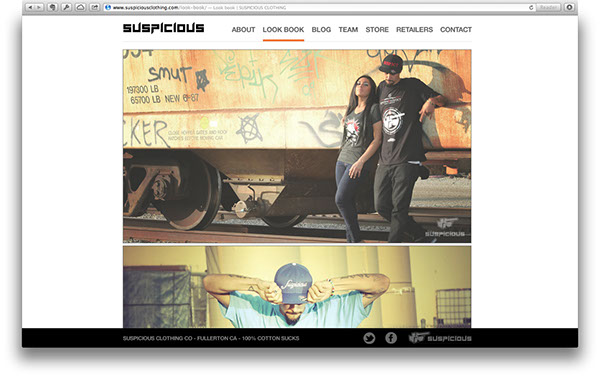 www.suspiciousclothing.com/look-book/ — Look book | SUSPICIOUS CLOTHING
Reader
SUSPICIOUS
ABOUT LOOK BOOK BLOG TEAM STORE RETAILERS CONTACT
SMUT
197300 LB
65700 LB NEW 6-87
CKER
SUSPICIOUS
Suspicious
SUSPICIOUS CLOTHING CO - FULLERTON CA - 100% COTTON SUCKS
SUSPICIOUS